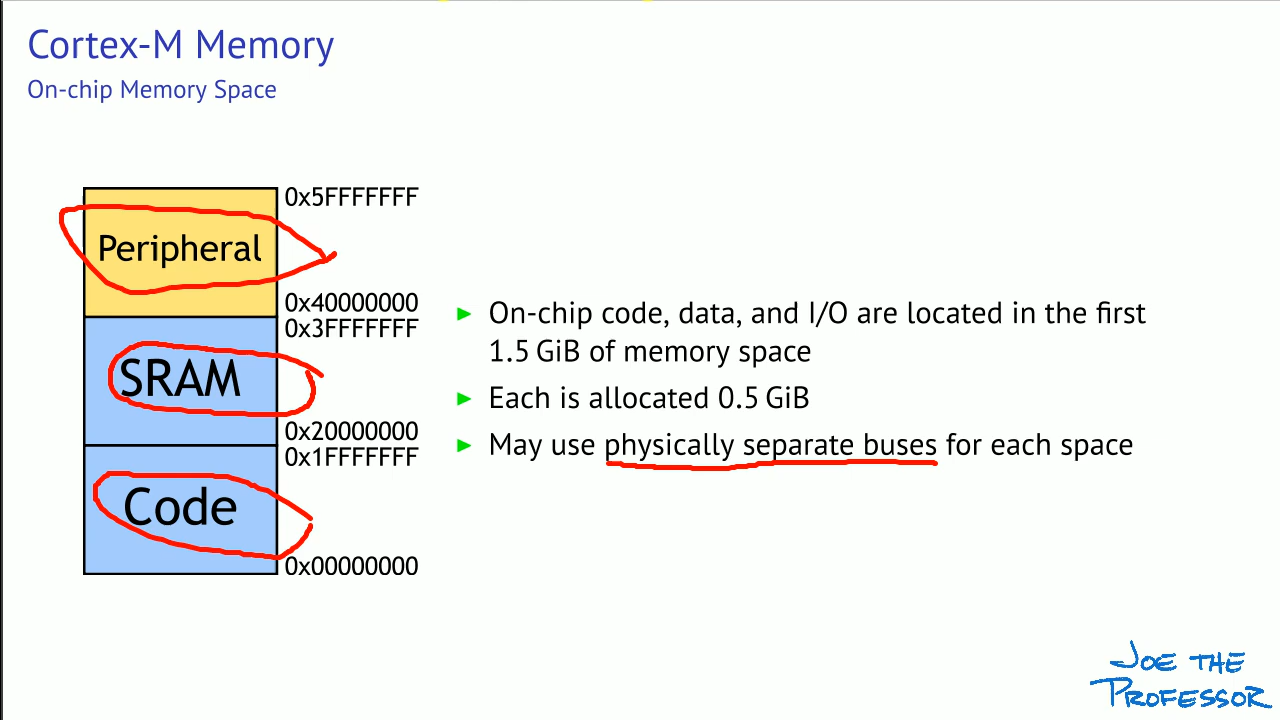 Cortex-M Memory
On-chip Memory Space
0x5FFFFFFF
Peripheral
0x40000000
0x3FFFFFFF
SRAM
0x20000000
0x1FFFFFFF
Code
0x00000000
On-chip code, data, and I/O are located in the first
1.5 GiB of memory space
Each is allocated 0.5 GiB
May use physically separate buses for each space
JOE THE
PROFESSOR